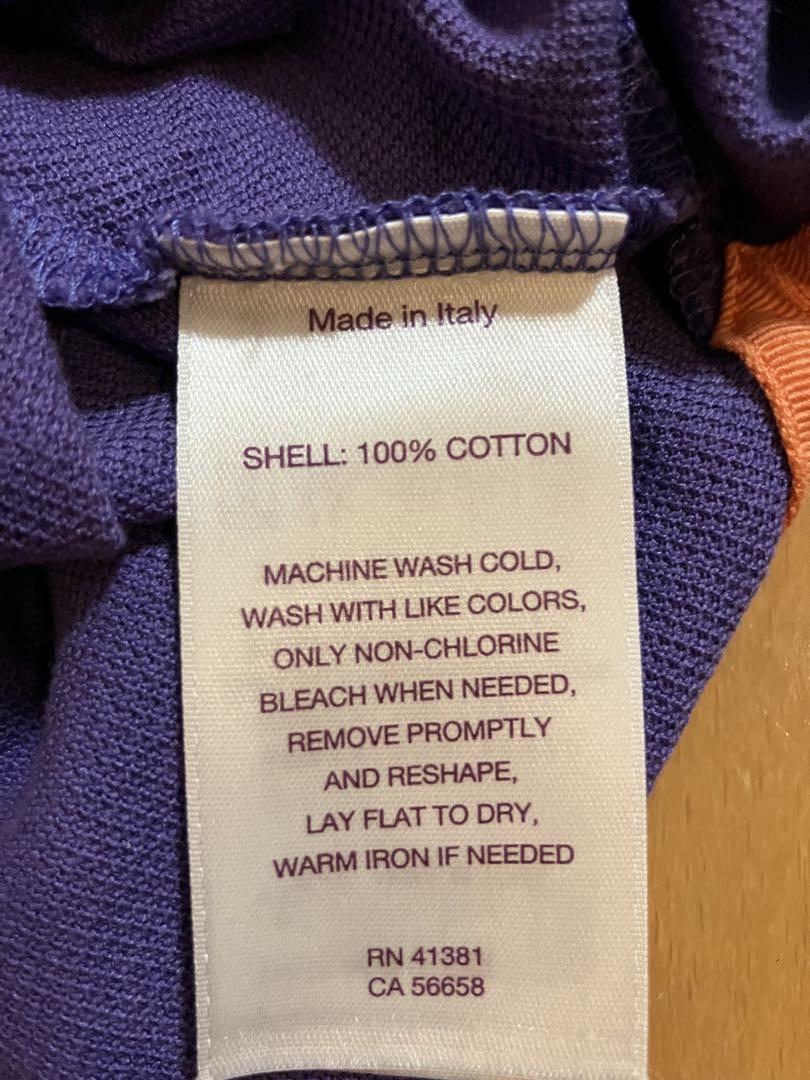 Made in Italy
SHELL: 100% COTTON
MACHINE WASH COLD,
WASH WITH LIKE COLORS,
ONLY NON-CHLORINE
BLEACH WHEN NEEDED,
REMOVE PROMPTLY
AND RESHAPE,
LAY FLAT TO DRY,
WARM IRON IF NEEDED
RN 41381
CA 56658